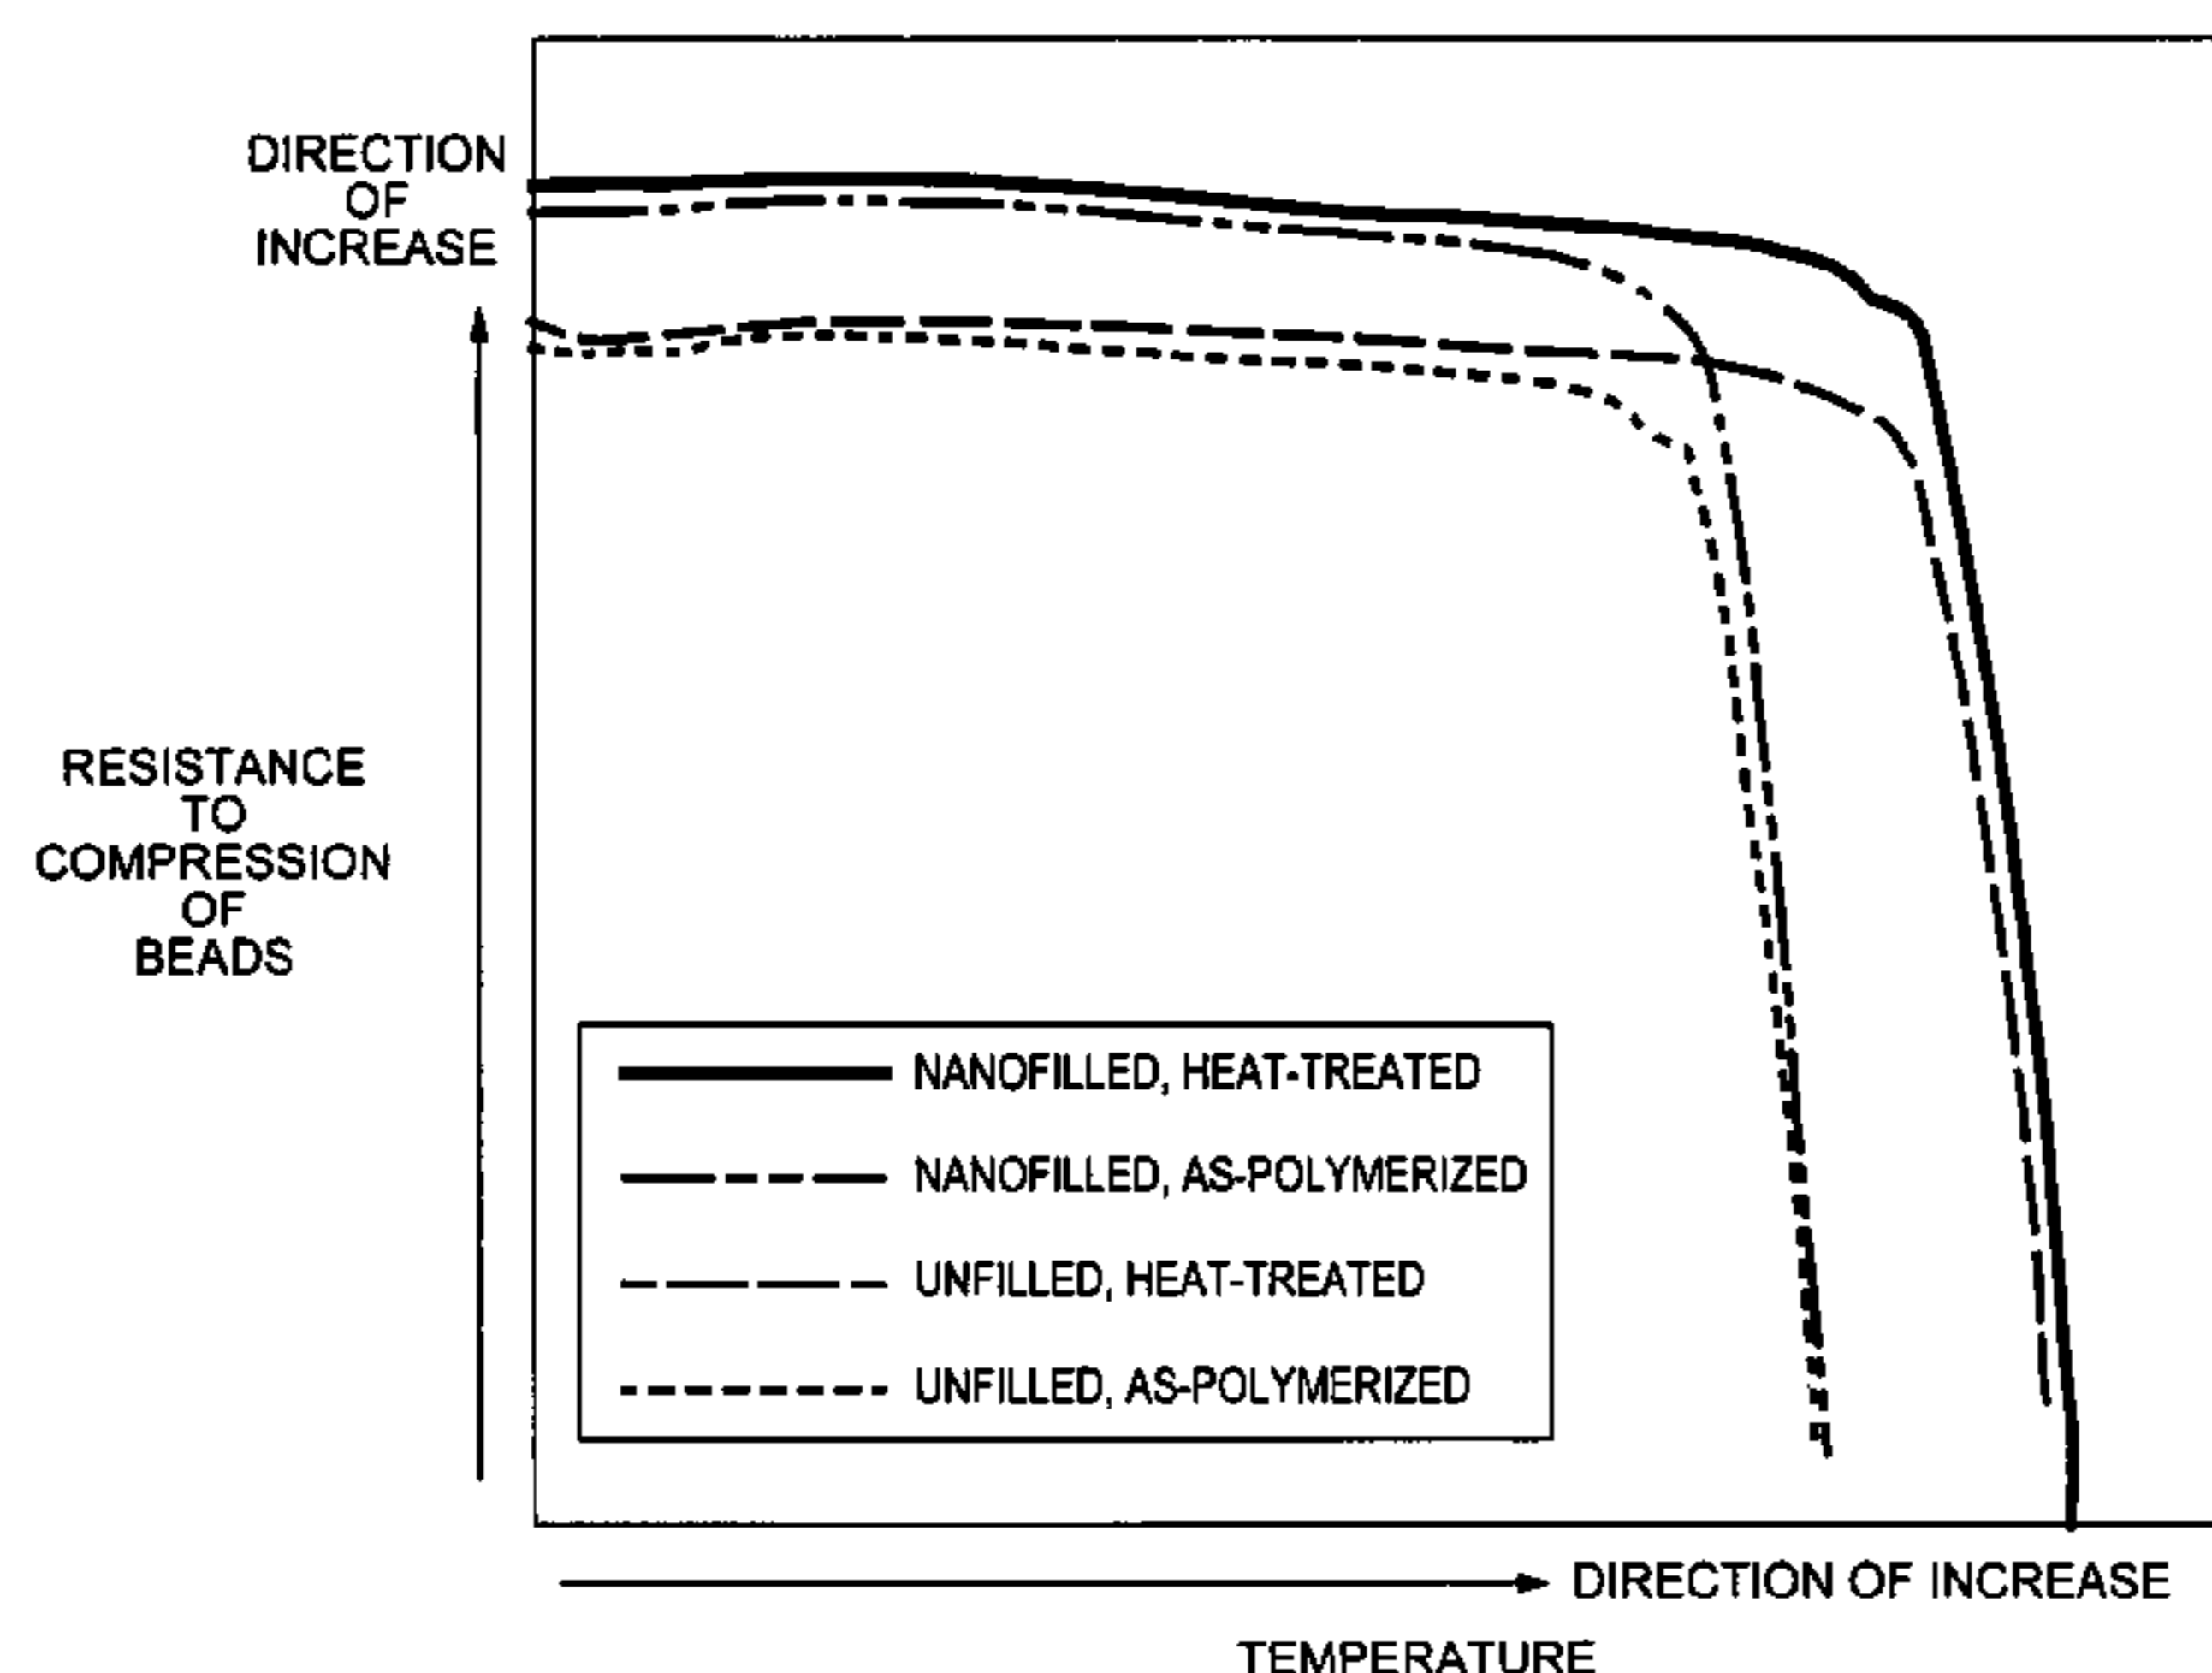 DIRECTION
OF
INCREASE
RESISTANCE
TO
COMPRESSION
OF
BEADS
NANOFILLED, HEAT-TREATED
NANOFILLED, AS-POLYMERIZED
UNFILLED, HEAT-TREATED
UNFILLED, AS-POLYMERIZED
DIRECTION OF INCREASE
TEMPERATURE